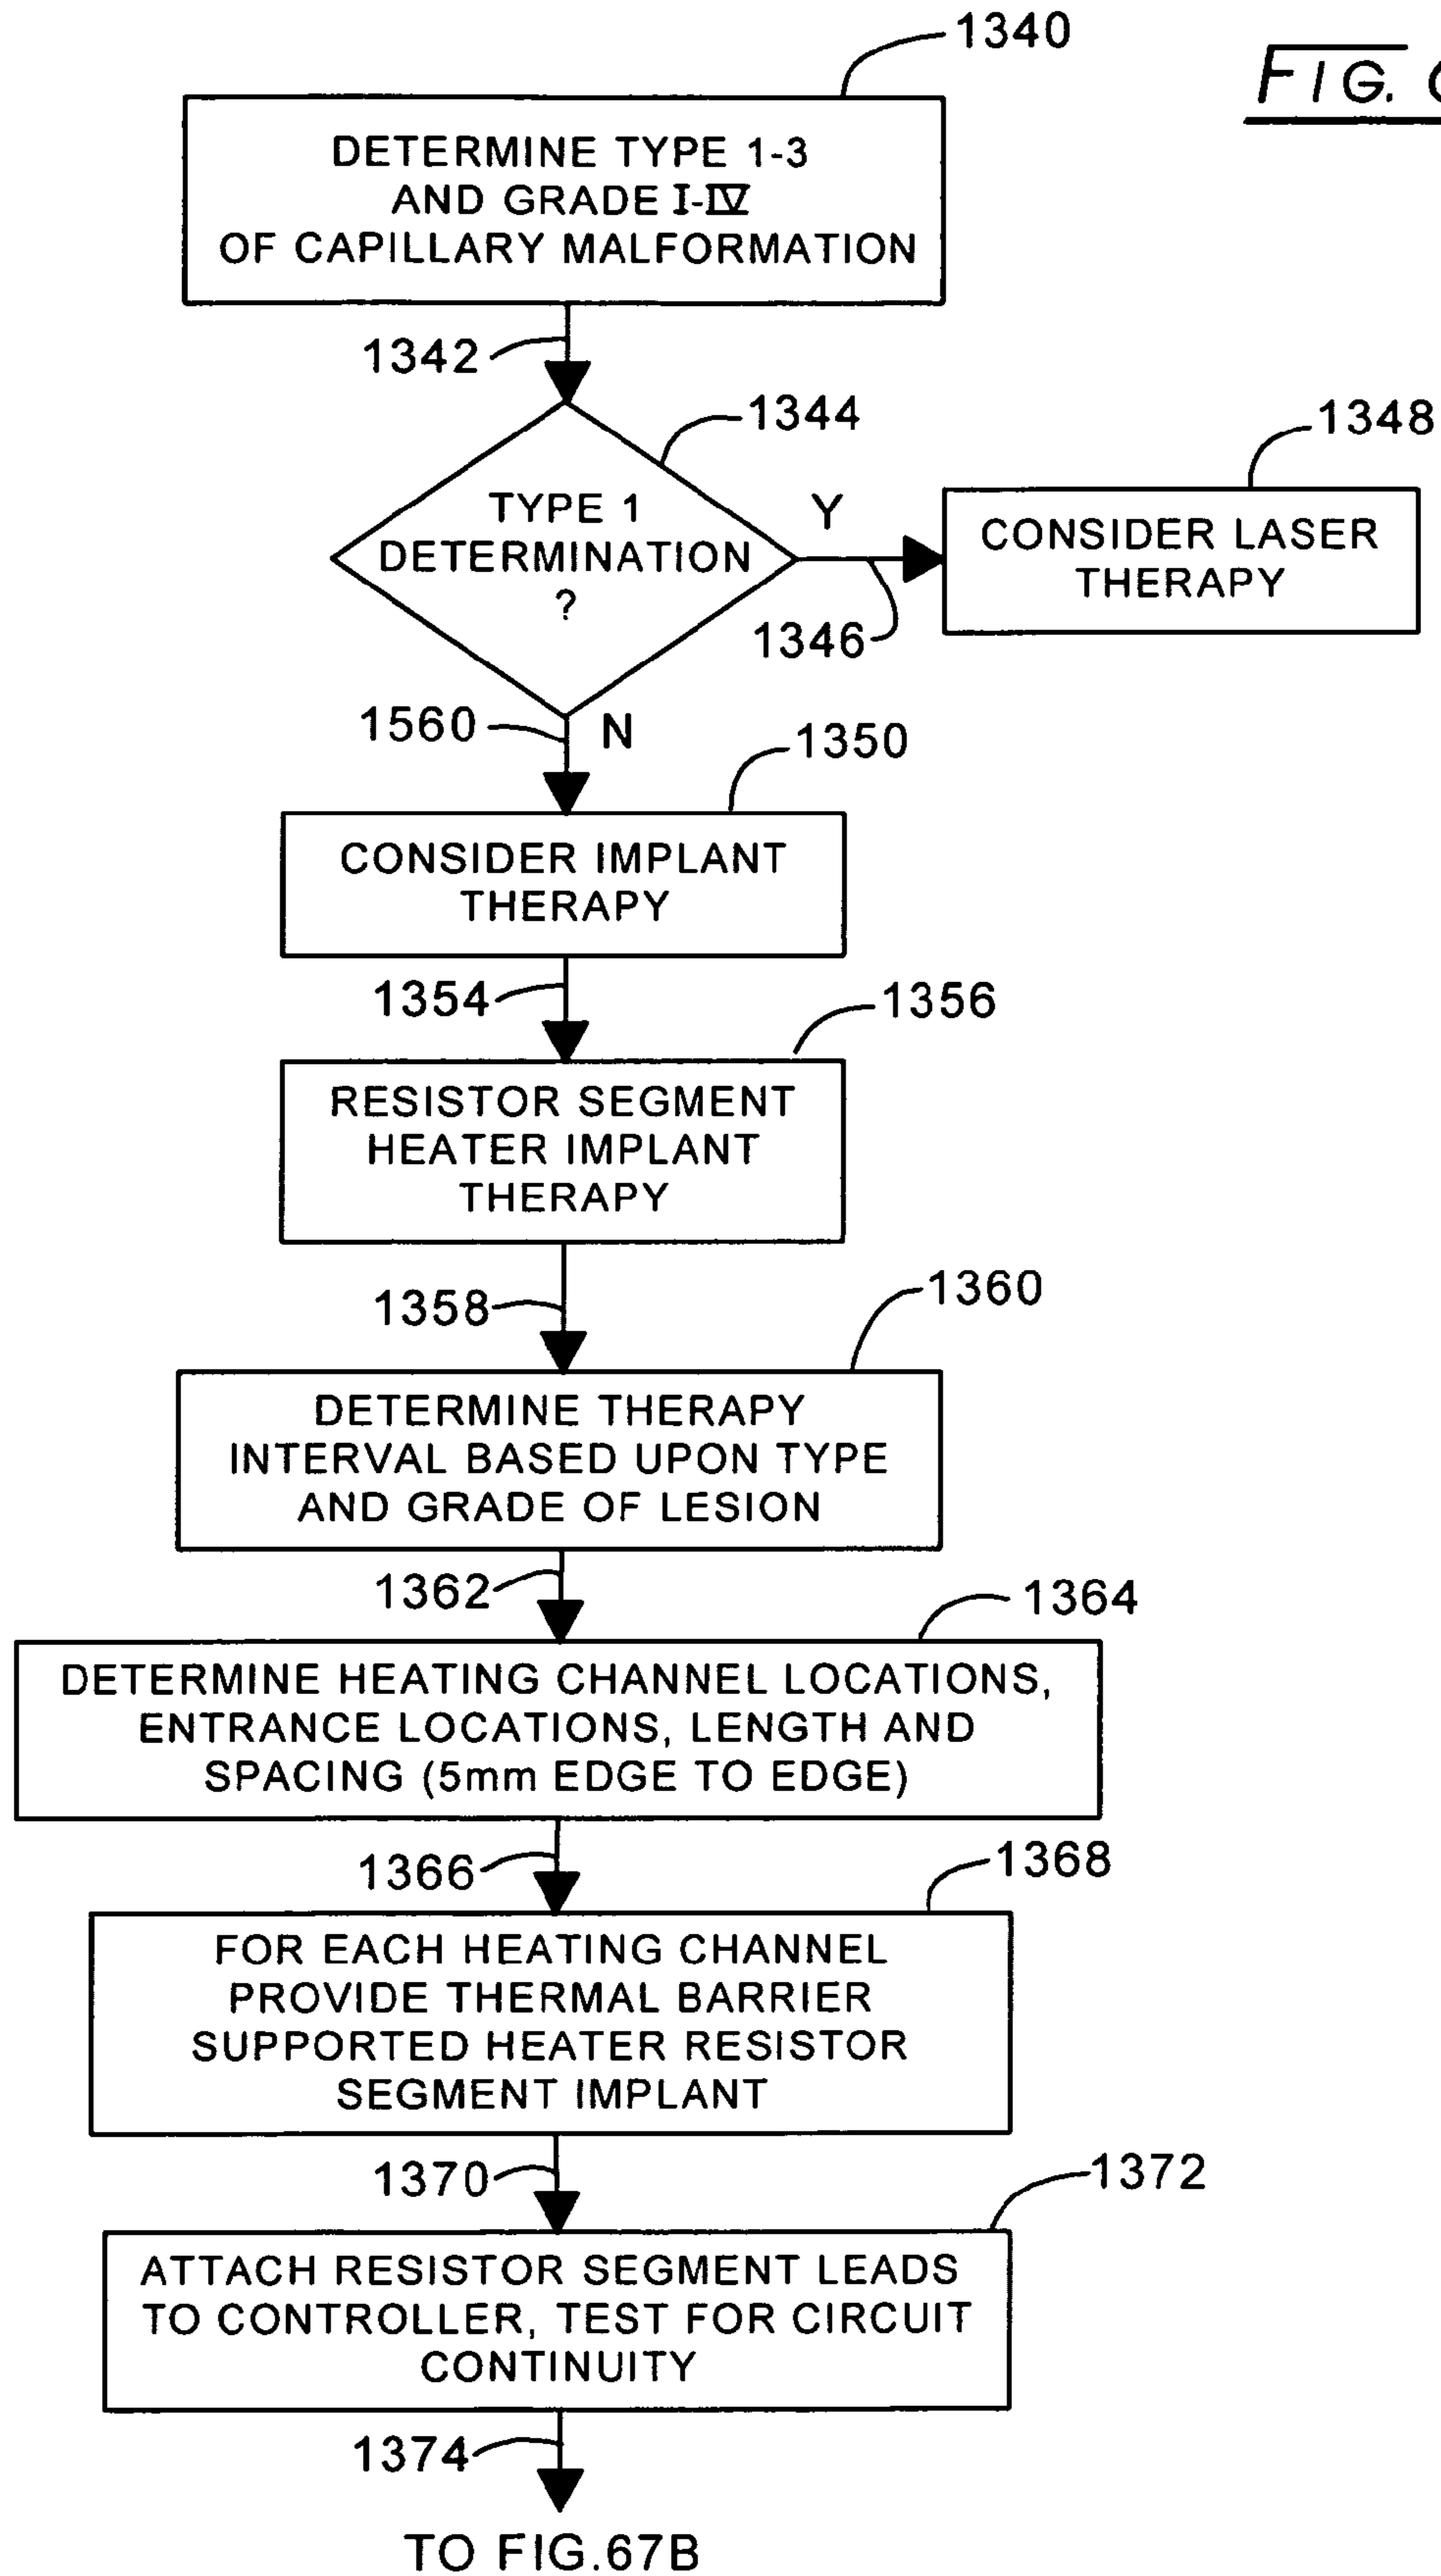 1340
FIG.
DETERMINE TYPE 1-3
AND GRADE I-IV
OF CAPILLARY MALFORMATION
1342
1344
1348
TYPE 1
DETERMINATION
?
Y
CONSIDER LASER
THERAPY
1346
1560
N
1350
CONSIDER IMPLANT
THERAPY
1354
1356
RESISTOR SEGMENT
HEATER IMPLANT
THERAPY
1358
1360
DETERMINE THERAPY
INTERVAL BASED UPON TYPE
AND GRADE OF LESION
1362
1364
DETERMINE HEATING CHANNEL LOCATIONS,
ENTRANCE LOCATIONS, LENGTH AND
SPACING (5mm EDGE TO EDGE)
1366
1368
FOR EACH HEATING CHANNEL
PROVIDE THERMAL BARRIER
SUPPORTED HEATER RESISTOR
SEGMENT IMPLANT
1370
1372
ATTACH RESISTOR SEGMENT LEADS
TO CONTROLLER, TEST FOR CIRCUIT
CONTINUITY
1374
TO FIG.67B